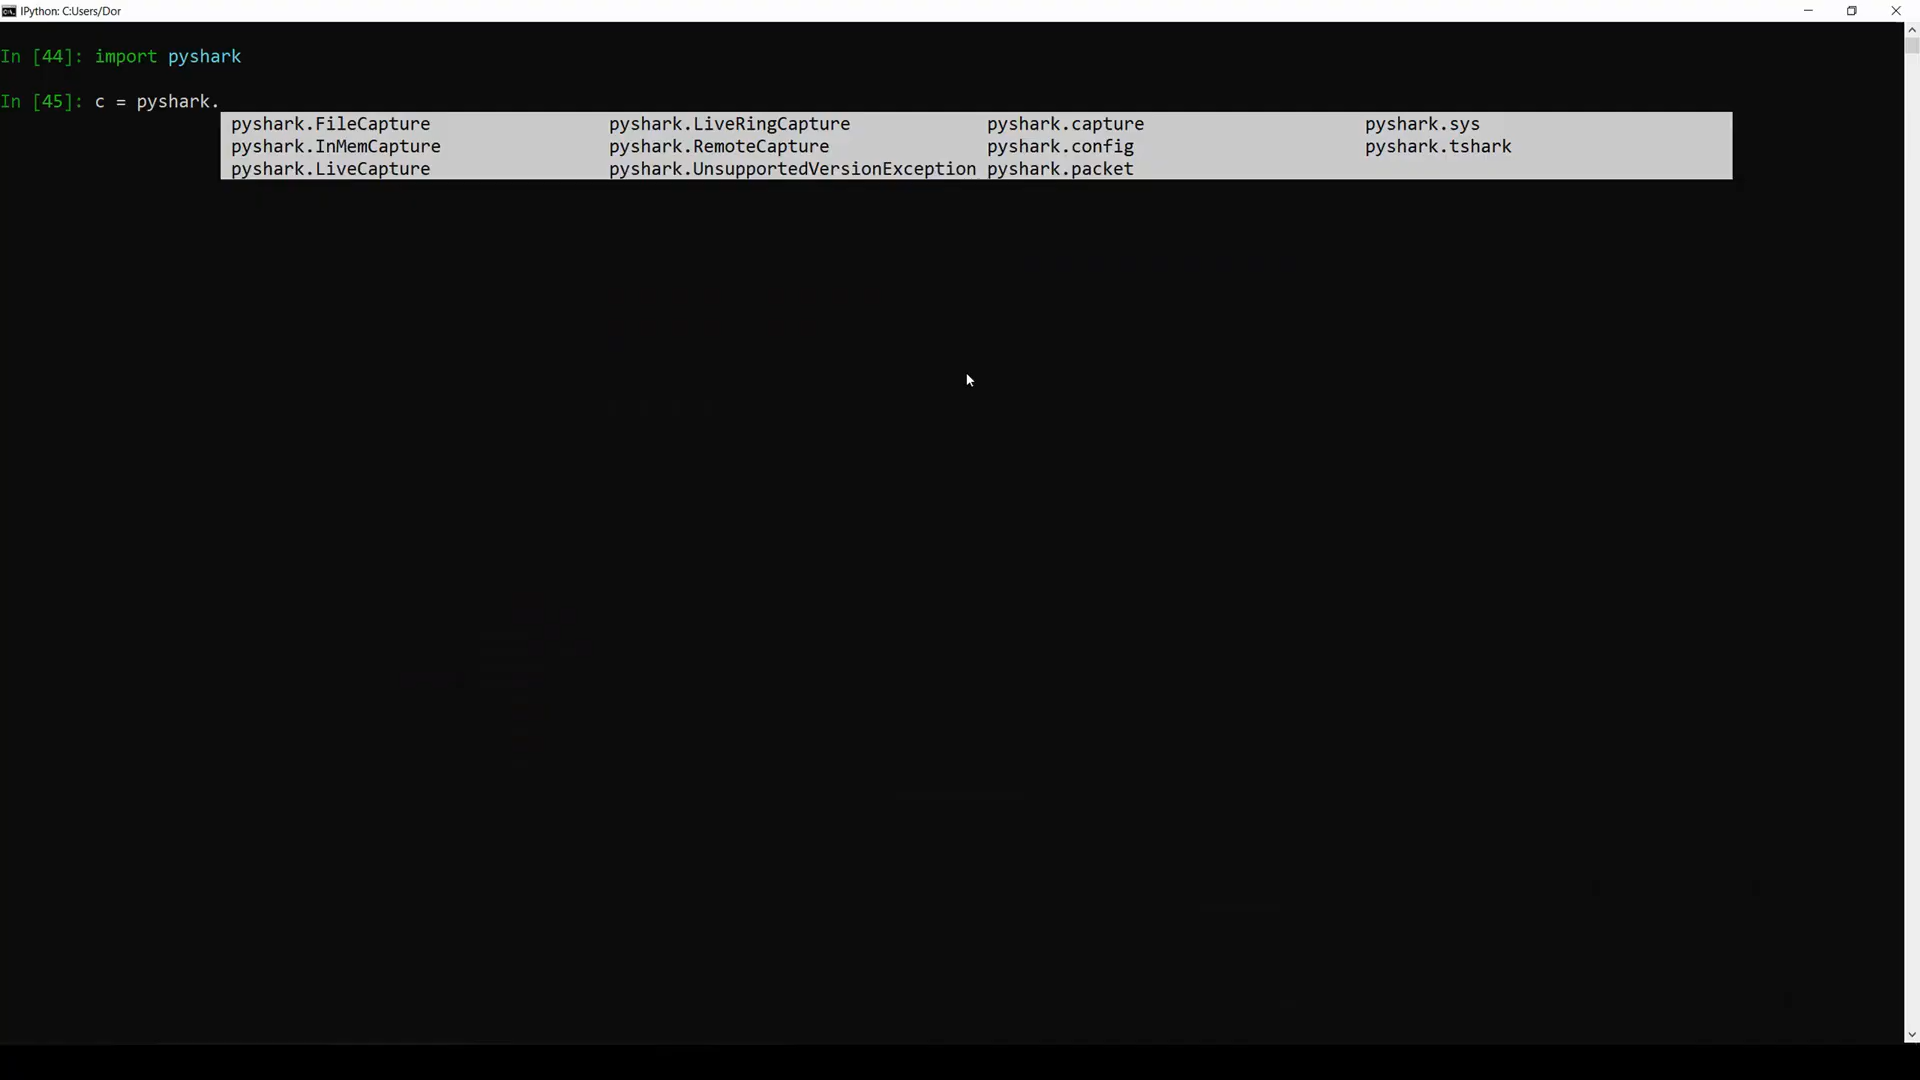 IPython: C:Users/Dor
In [44]: import pyshark
In [45]: c = pyshark.
pyshark.FileCapture pyshark.LiveRingCapture pyshark.capture pyshark.sys
pyshark.InMemCapture pyshark.RemoteCapture pyshark.config pyshark.tshark
pyshark.LiveCapture pyshark.UnsupportedVersionException pyshark.packet